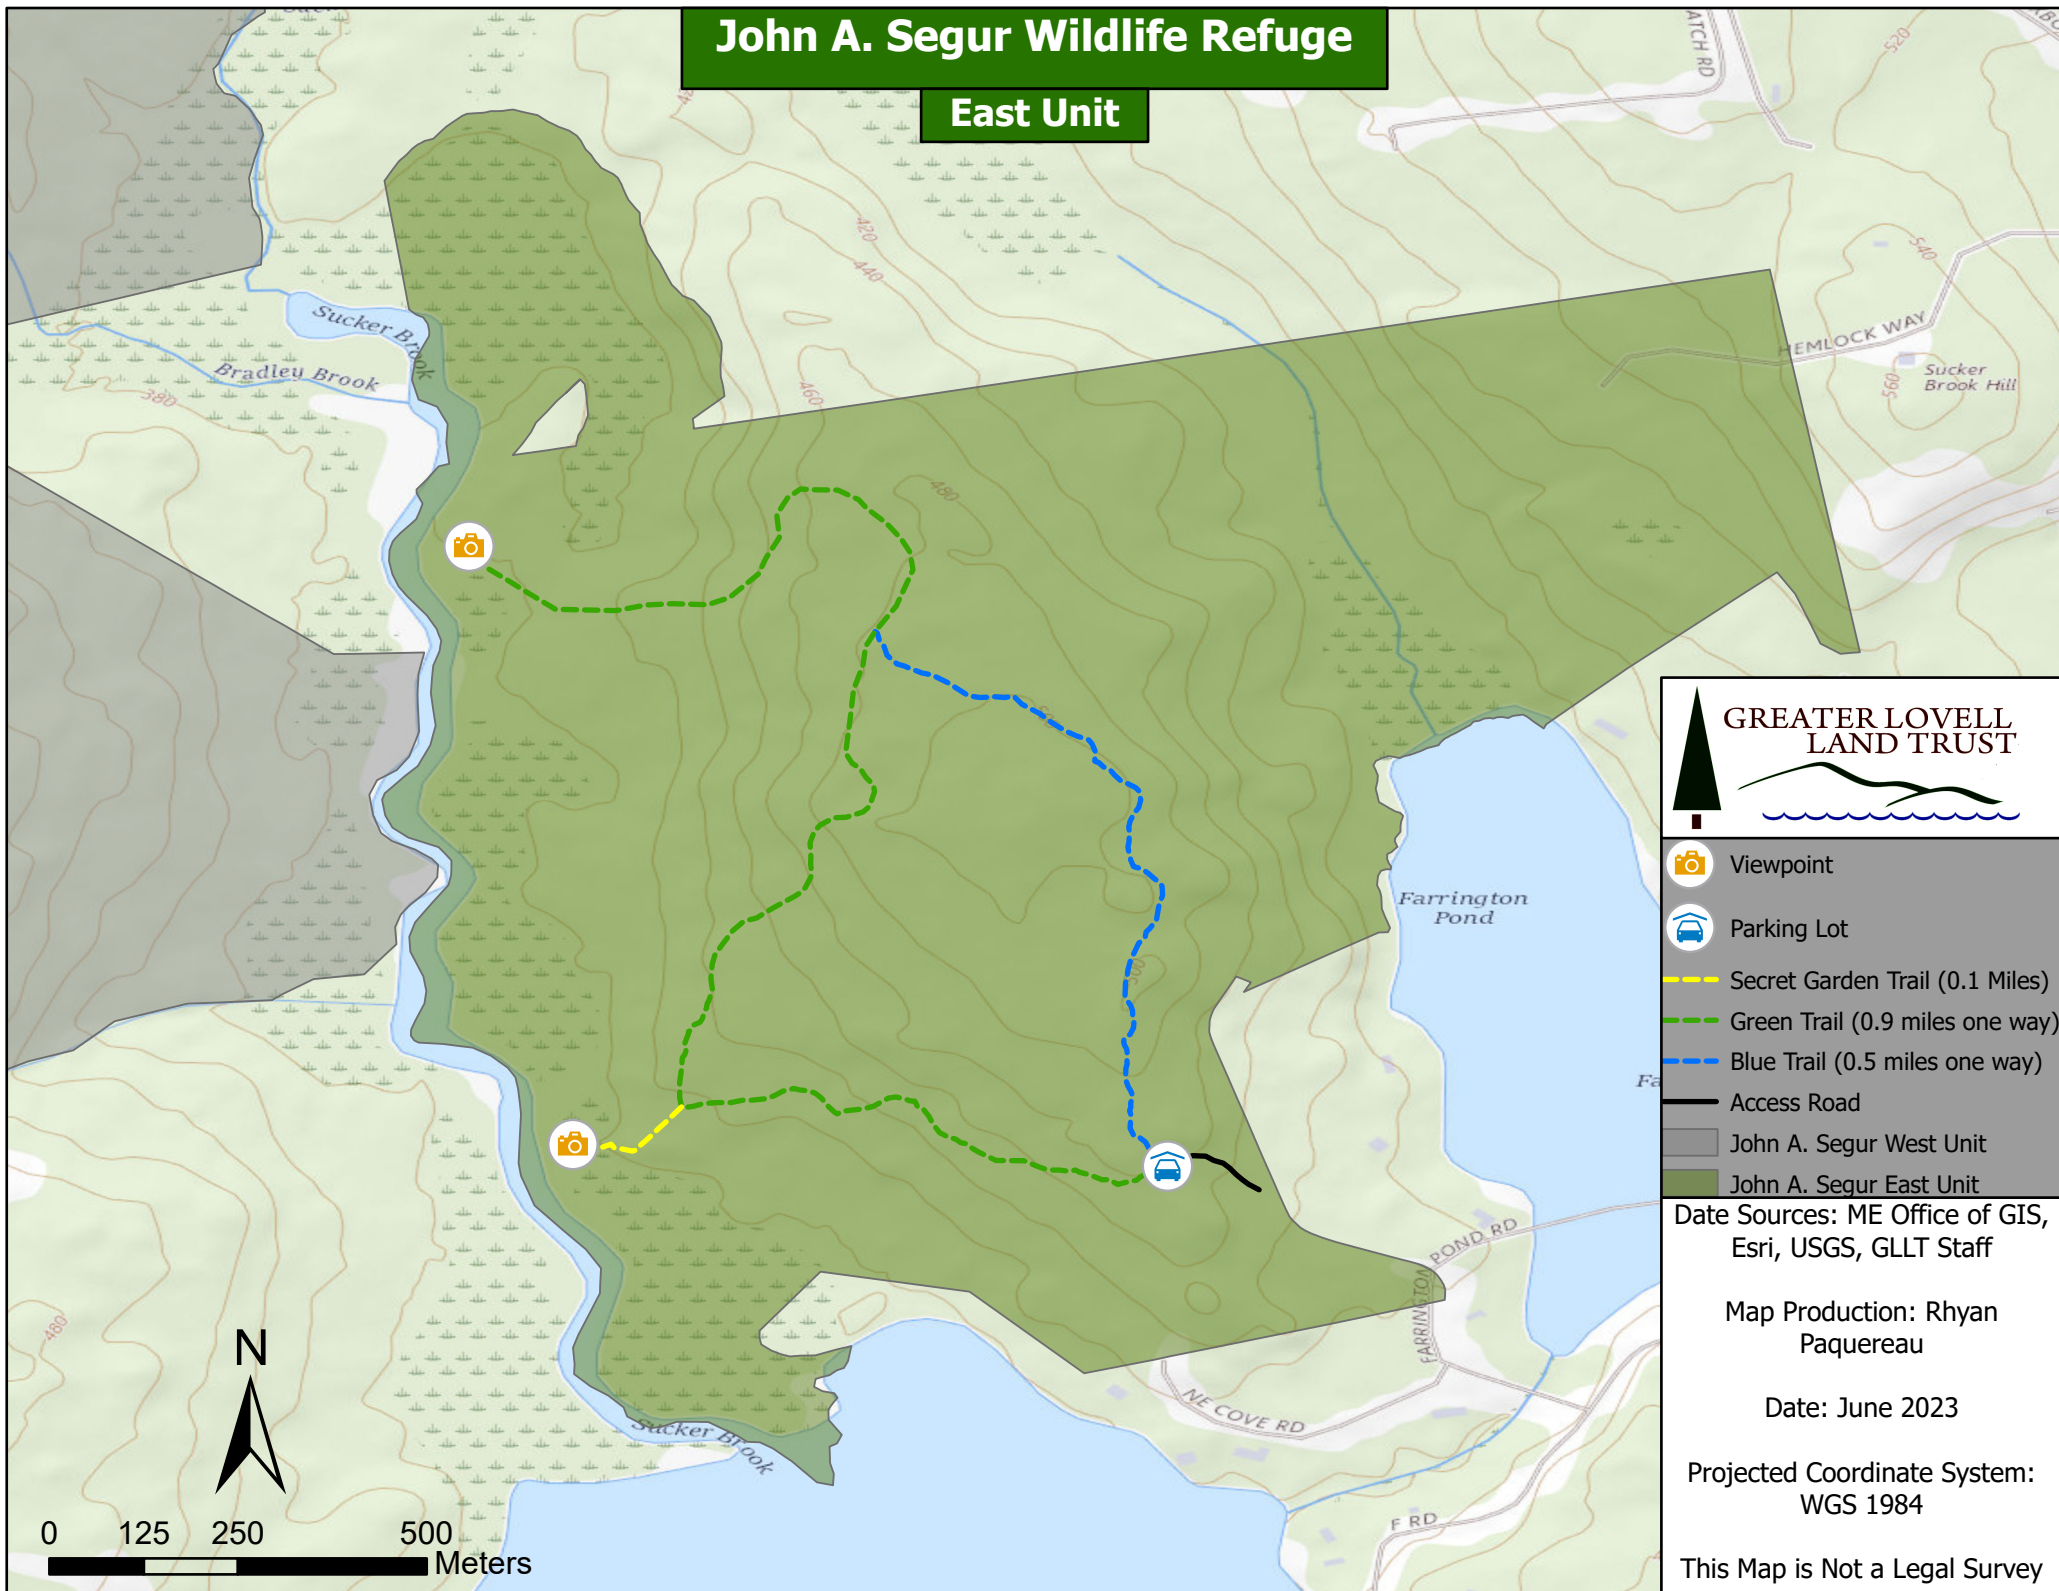 John A. Segur Wildlife Refuge
East Unit
ATCH RD
520
420
440
540
HEMLOCK WAY
Sucker
Brook Hill
560
Sucker Brook
Bradley Brook
380
460
480
500
Farrington
Pond
GREATER LOVELL
LAND TRUST
Viewpoint
Parking Lot
Secret Garden Trail (0.1 Miles)
Green Trail (0.9 miles one way)
Blue Trail (0.5 miles one way)
Access Road
John A. Segur West Unit
John A. Segur East Unit
Fa
Date Sources: ME Office of GIS,
Esri, USGS, GLLT Staff
Map Production: Rhyan
Paquereau
Date: June 2023
Projected Coordinate System:
WGS 1984
This Map is Not a Legal Survey
FARRINGTON POND RD
NE COVE RD
F RD
Sucker Brook
480
N
0 125 250 500
Meters